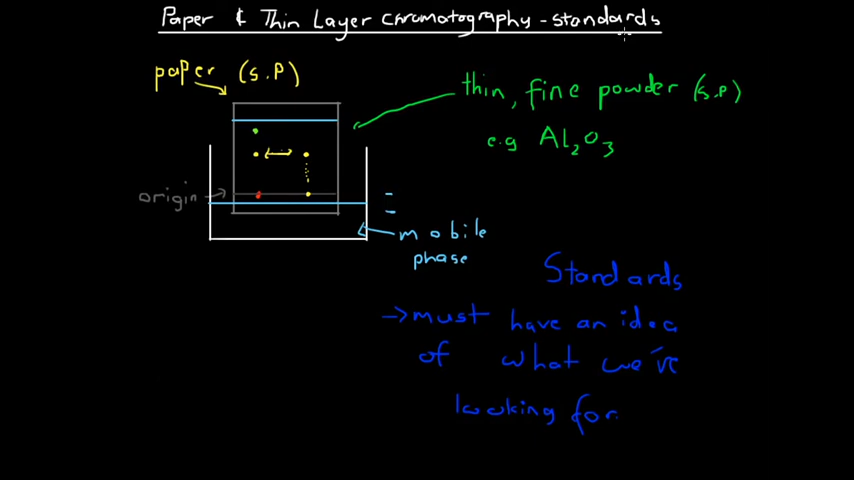 Paper & Thin Layer chromatography - standards
paper (s.p)
thin, fine powder (s.p)
e.g Al2O3
origin
mobile
phase
Standards
→ must have an idea
of what we're
looking for.